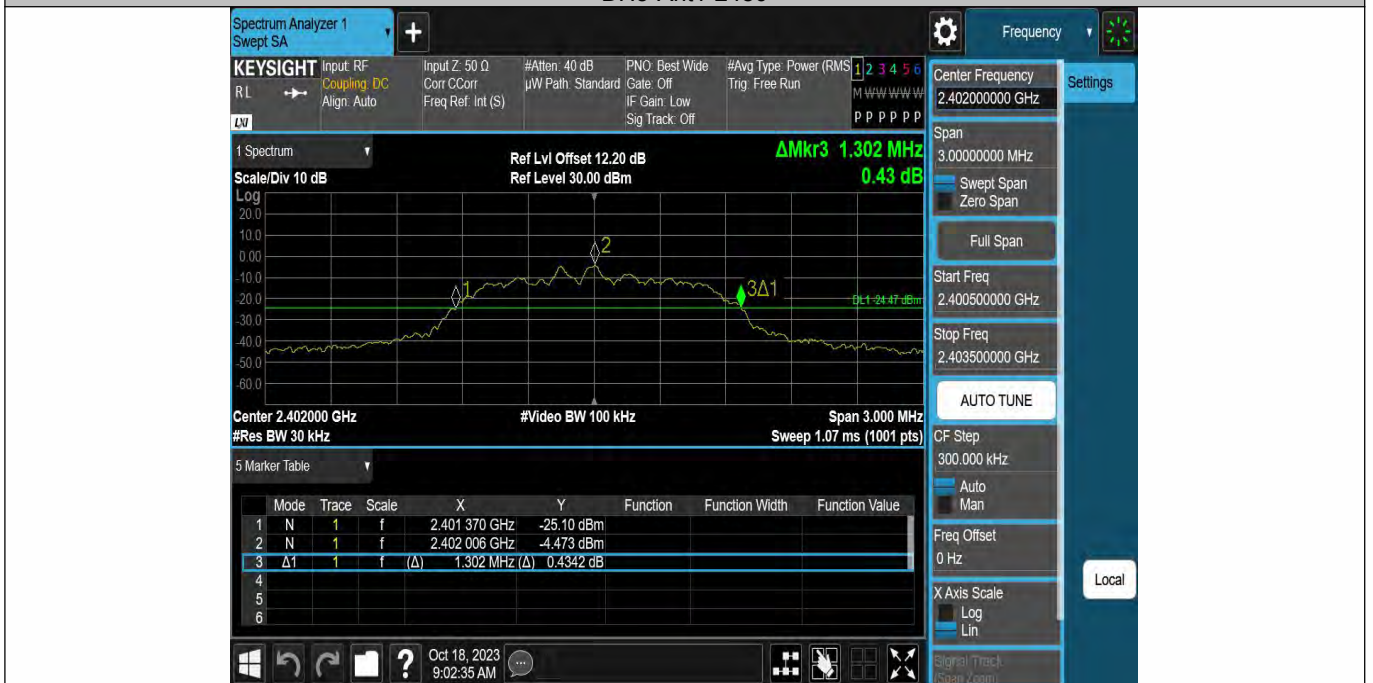 Spectrum Analyzer 1
Swept SA
+
Frequency
KEYSIGHT
RL
LXI
Input: RF
Coupling: DC
Align: Auto
Input Z: 50 Ω
Corr CCorr
Freq Ref: Int (S)
#Atten: 40 dB
µW Path: Standard
PNO: Best Wide
Gate: Off
IF Gain: Low
Sig Track: Off
#Avg Type: Power (RMS
Trig: Free Run
1 2 3 4 5 6
M W W W W W
P P P P P P
Center Frequency
2.402000000 GHz
Settings
Span
3.00000000 MHz
Swept Span
Zero Span
Full Span
Start Freq
2.400500000 GHz
Stop Freq
2.403500000 GHz
AUTO TUNE
CF Step
300.000 kHz
Auto
Man
Freq Offset
0 Hz
X Axis Scale
Log
Lin
Signal Track
(Span Zoom)
Local
1 Spectrum
Scale/Div 10 dB
Ref Lvl Offset 12.20 dB
Ref Level 30.00 dBm
ΔMkr3 1.302 MHz
0.43 dB
Log
20.0
10.0
0.00
-10.0
-20.0
-30.0
-40.0
-50.0
-60.0
1
2
3Δ1
DL1 -24.47 dBm
Center 2.402000 GHz
#Res BW 30 kHz
#Video BW 100 kHz
Span 3.000 MHz
Sweep 1.07 ms (1001 pts)
5 Marker Table
Mode Trace Scale X Y Function Function Width Function Value
1 N 1 f 2.401 370 GHz -25.10 dBm
2 N 1 f 2.402 006 GHz -4.473 dBm
3 Δ1 1 f (Δ) 1.302 MHz (Δ) 0.4342 dB
4
5
6
?
Oct 18, 2023
9:02:35 AM